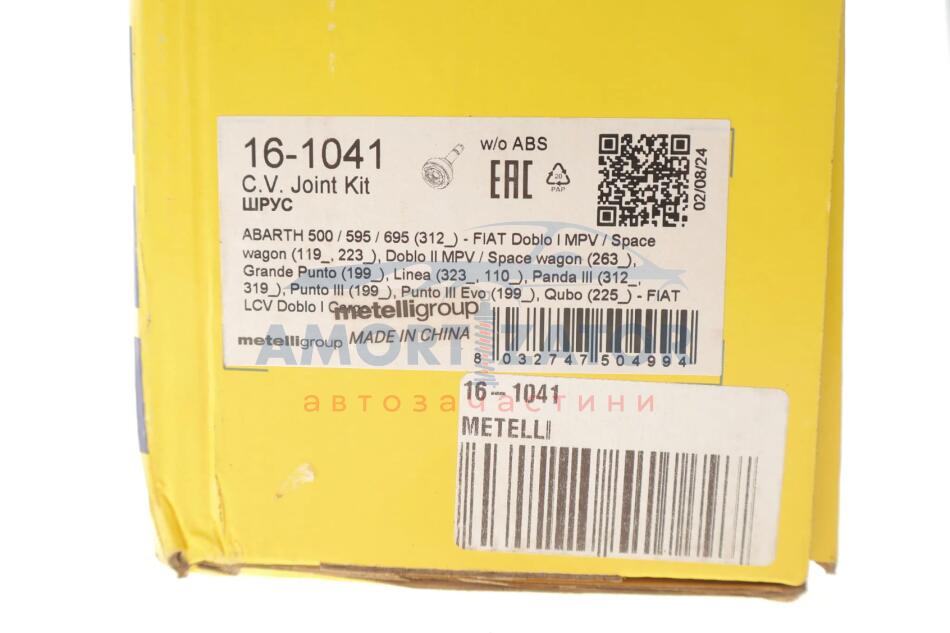 16-1041
w/o ABS
C.V. Joint Kit
ШРУС
EAC
20
PAP
02/08/24
ABARTH 500 / 595 / 695 (312_) - FIAT Doblo I MPV / Space
wagon (119_, 223_), Doblo II MPV / Space wagon (263_),
Grande Punto (199_), Linea (323_, 110_), Panda III (312_,
319_), Punto III (199_), Punto III Evo (199_), Qubo (225_) - FIAT
LCV Doblo I
metelligroup
metelligroup MADE IN CHINA
AMORTIZATOR
8 032747 504994
автозачастини
16-1041
METELLI